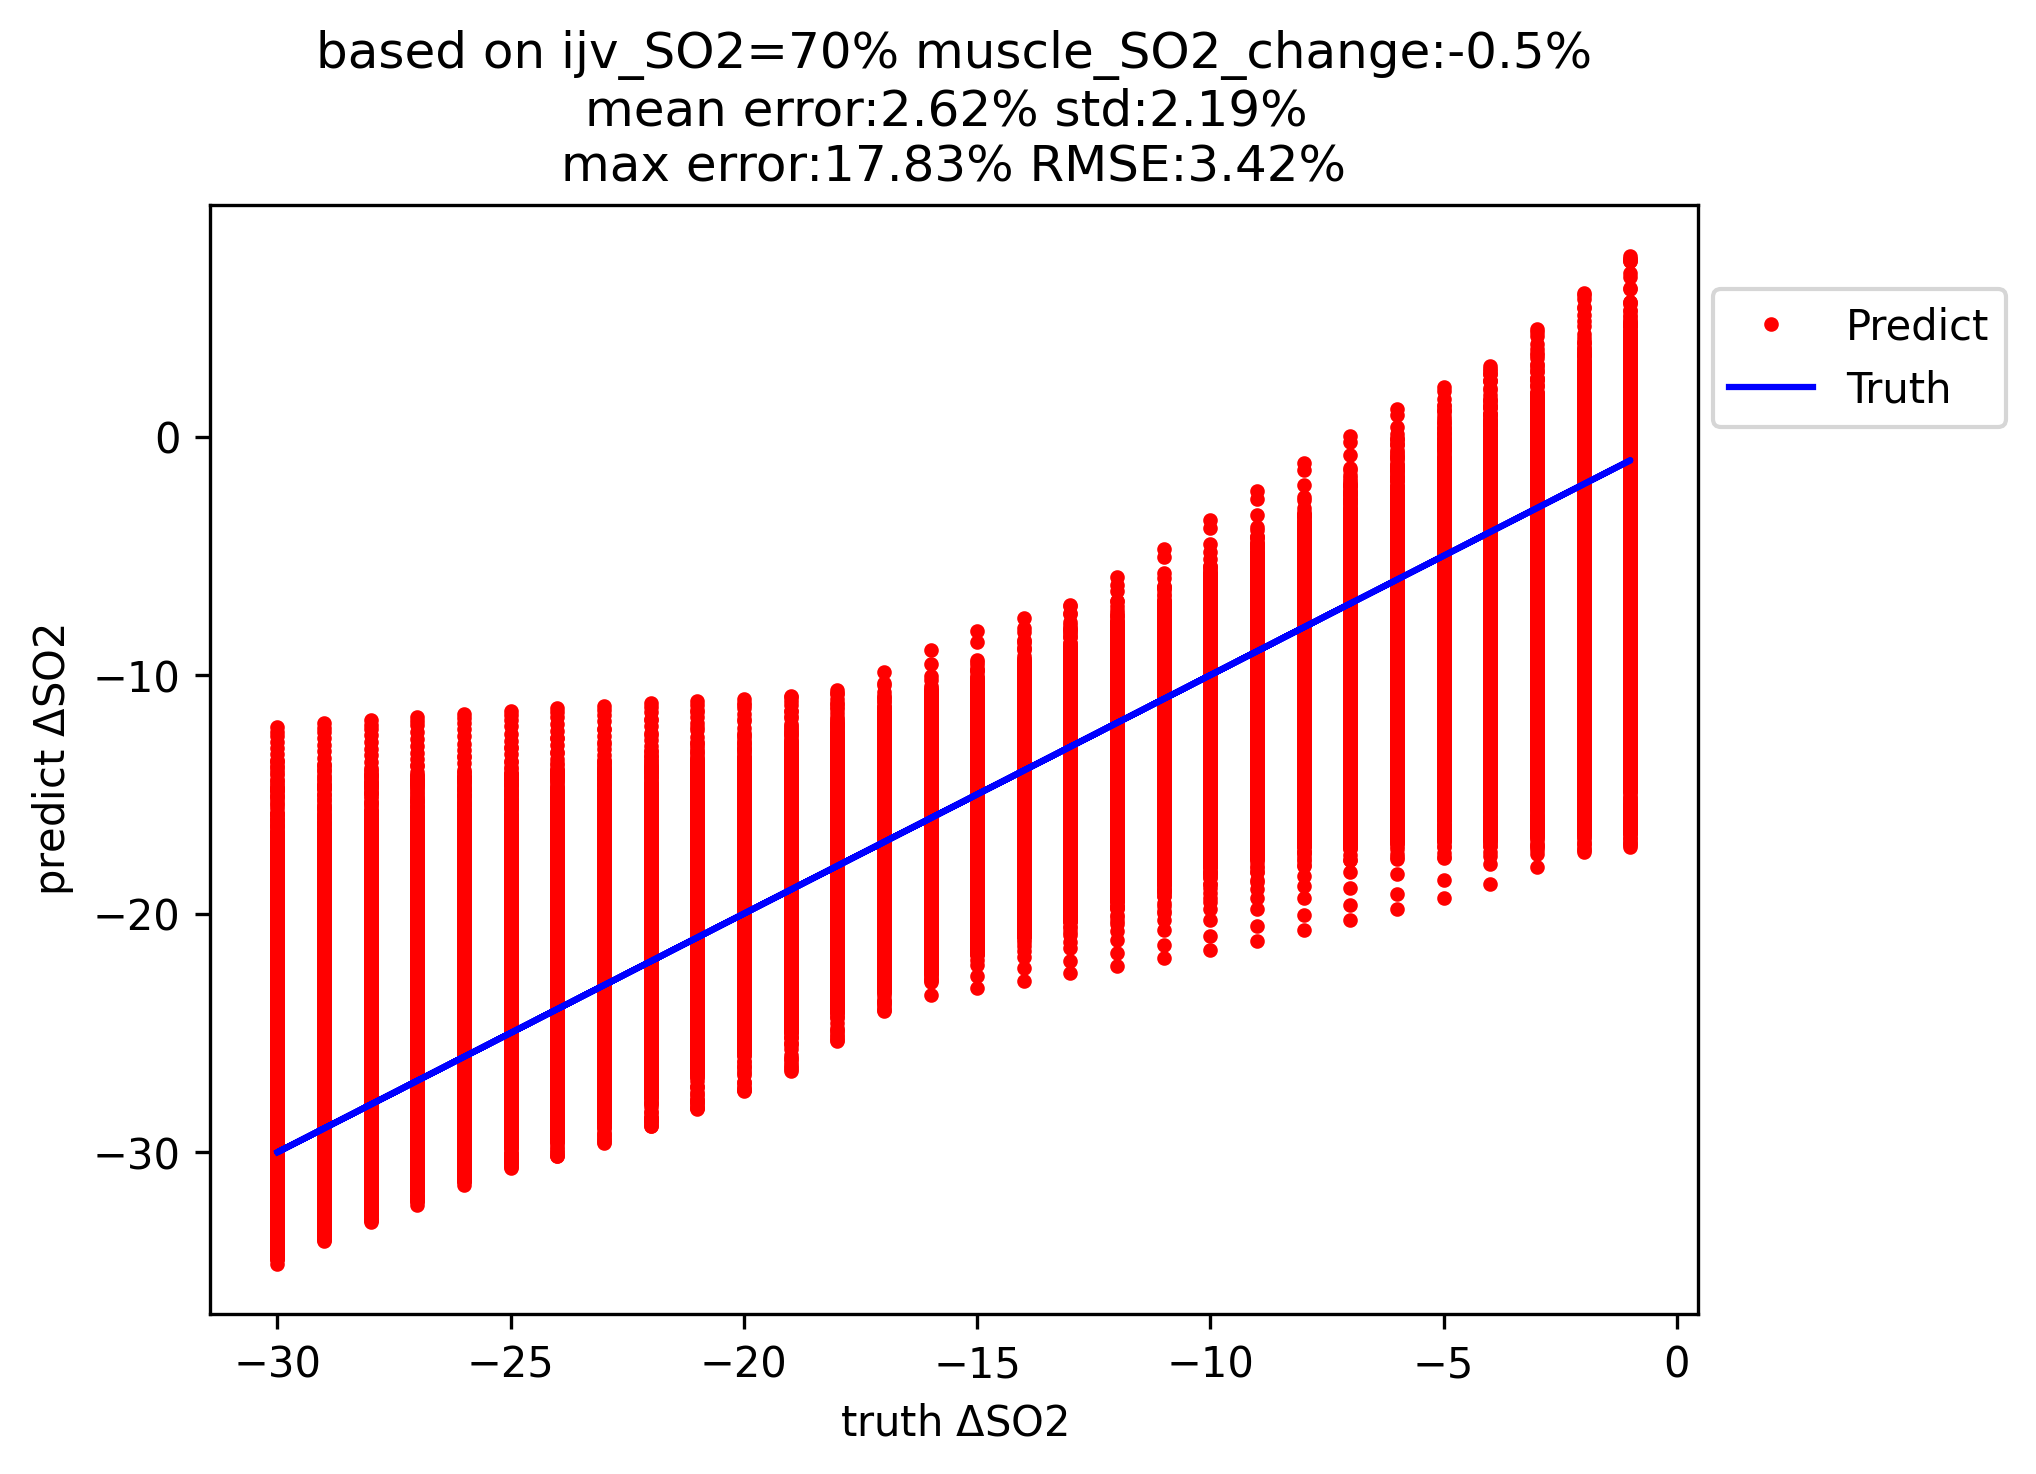 based on ijv_SO2=70% muscle_SO2_change:-0.5%
mean error:2.62% std:2.19%
max error:17.83% RMSE:3.42%
Predict
Truth
0
−10
−20
−30
predict ΔSO2
−30
−25
−20
−15
−10
−5
0
truth ΔSO2